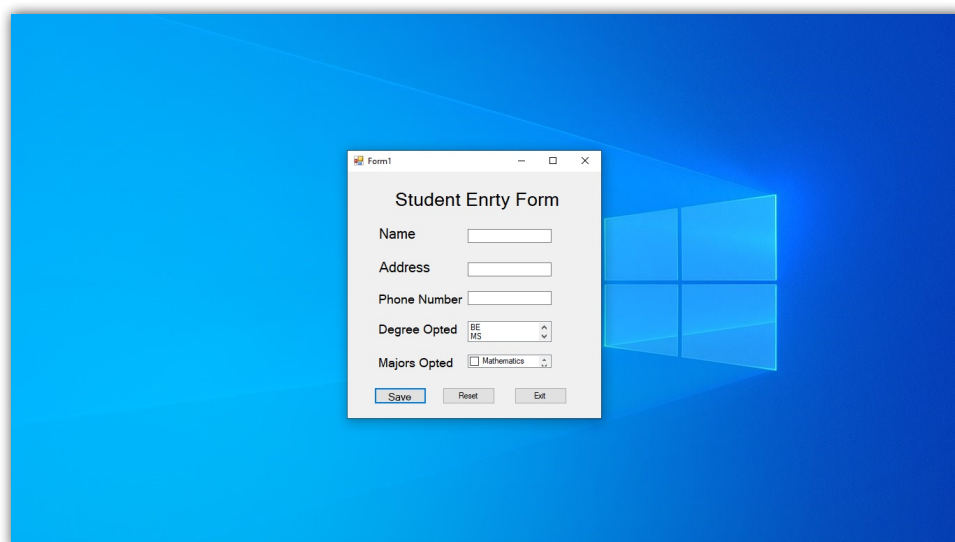 Form1
Student Enrty Form
Name
Address
Phone Number
Degree Opted
BE
MS
Majors Opted
Mathematics
Save Reset Exit